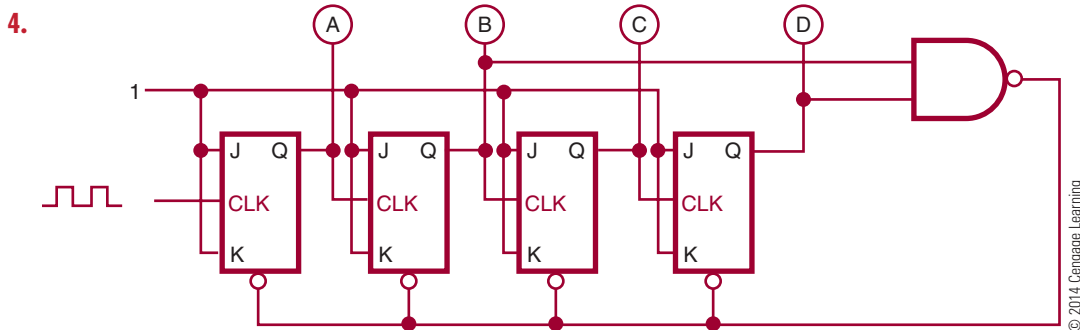 4.
A B C D
1
J Q J Q J Q J Q
CLK CLK CLK CLK
K K K K
© 2014 Cengage Learning